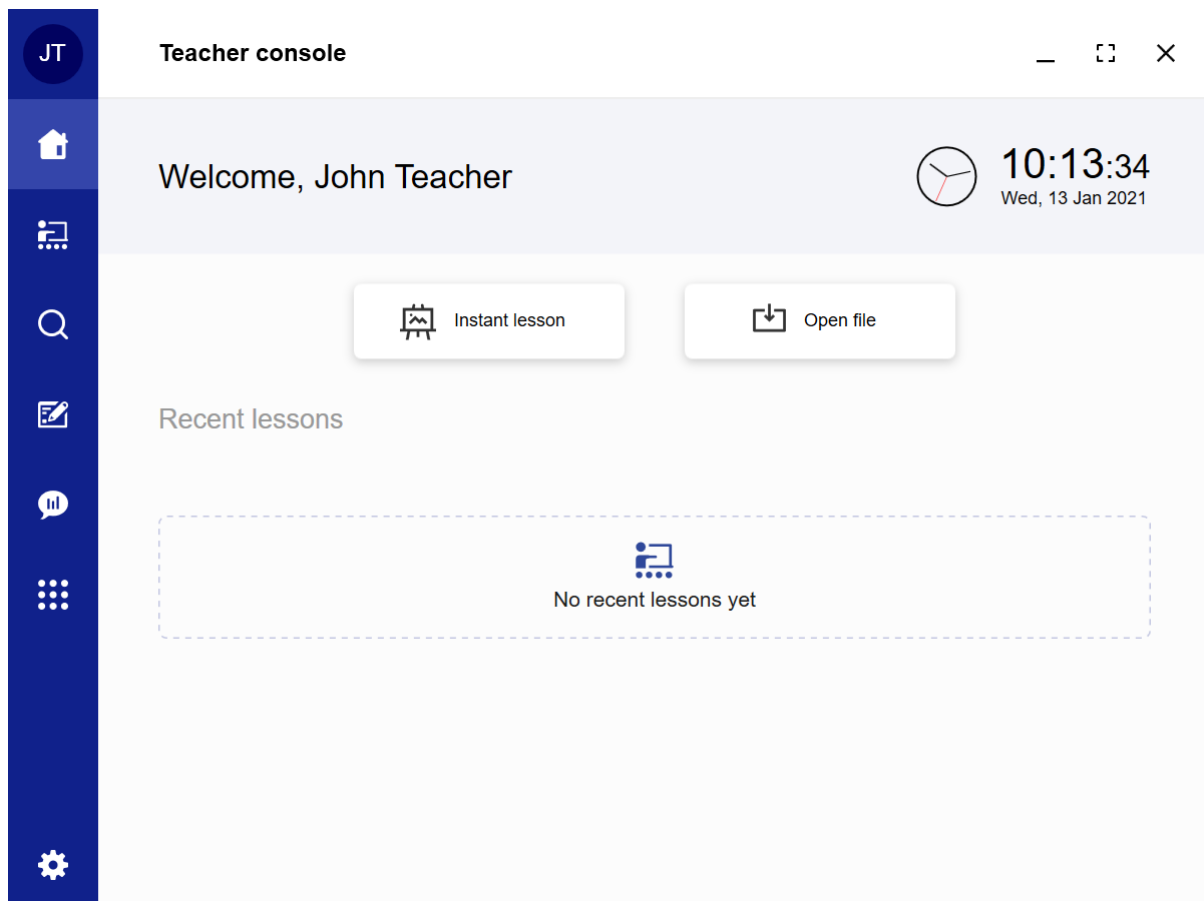 JT
Teacher console
Welcome, John Teacher
10:13:34
Wed, 13 Jan 2021
Instant lesson
Open file
Recent lessons
No recent lessons yet